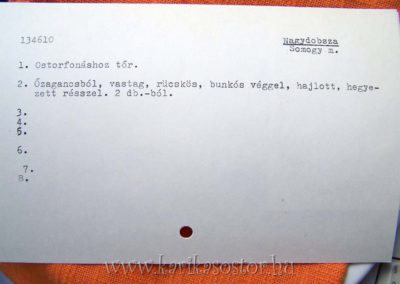 134610
Nagydobsza
Somogy m.
1. Ostorfonáshoz tőr.
2. Őzagancsból, vastag, rücskös, bunkós véggel, hajlott, hegye-
zett résszel. 2 db.-ból.
3.
4.
5.
6.
7.
8.
www.karikasostor.hu